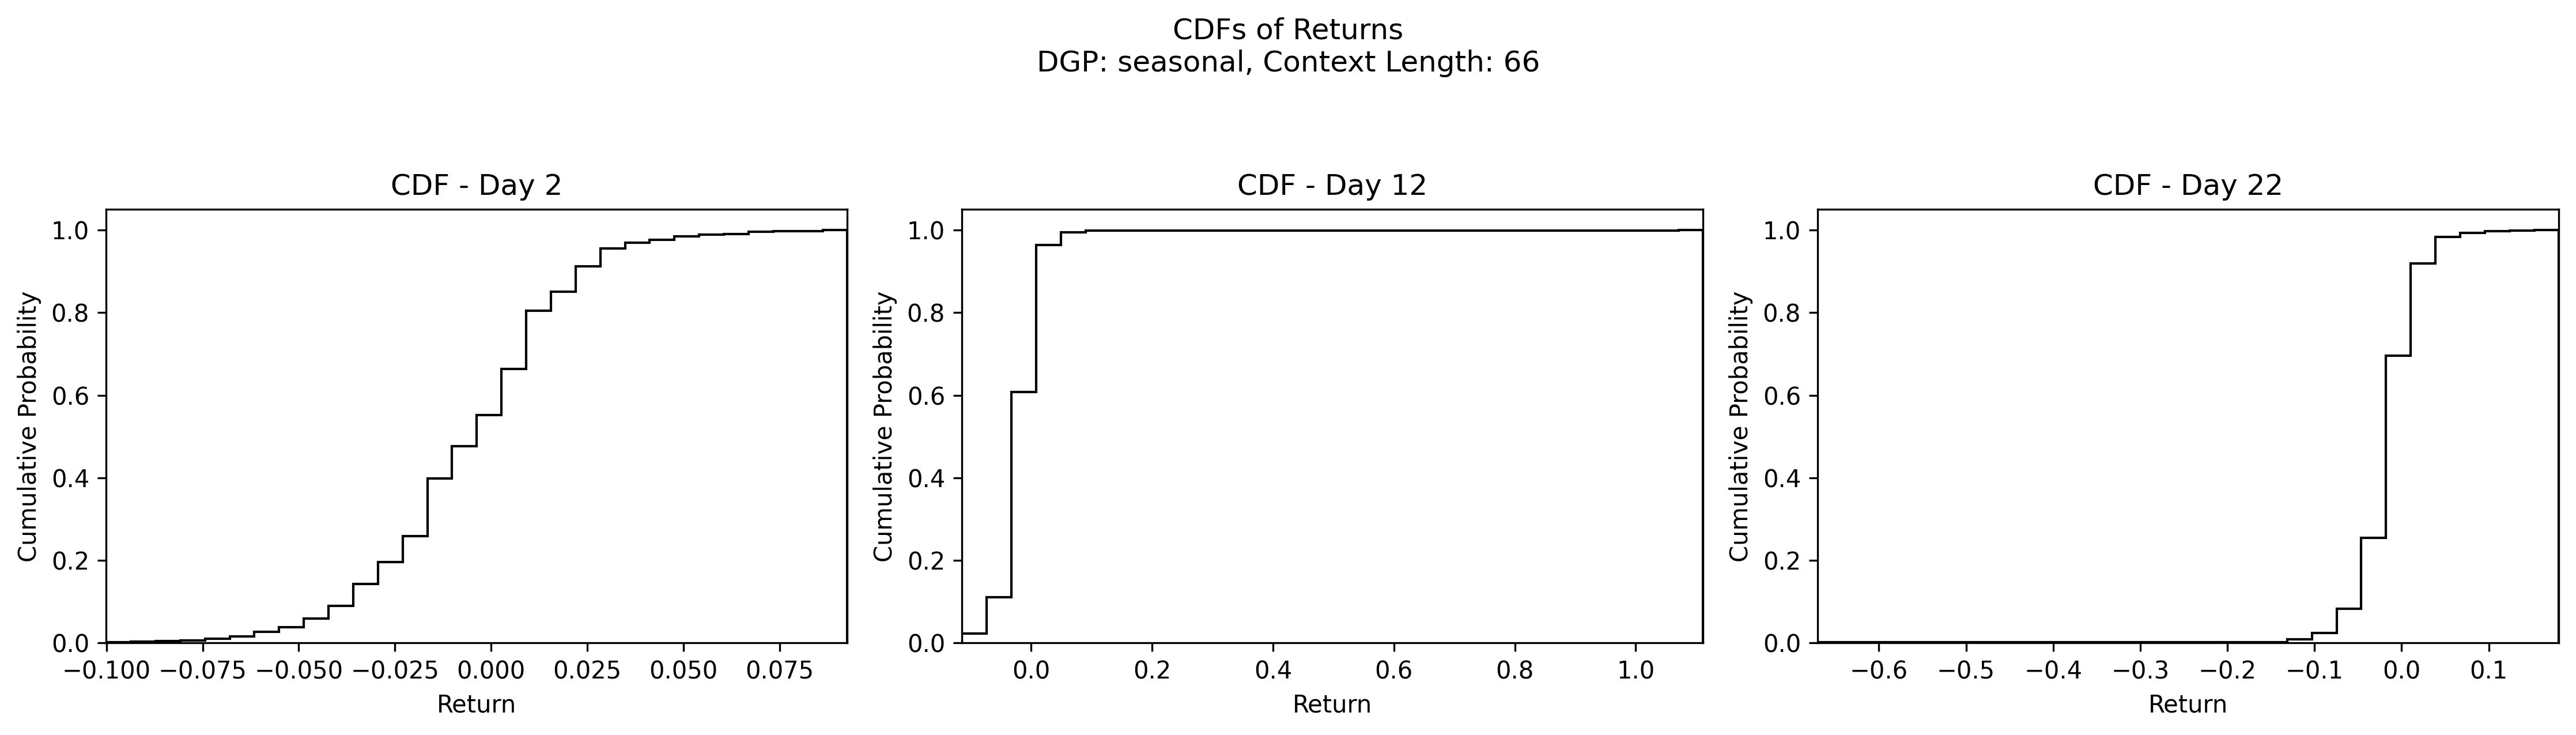 CDFs of Returns
DGP: seasonal, Context Length: 66
CDF - Day 2
1.0
0.8
0.6
0.4
0.2
0.0
Cumulative Probability
−0.100 −0.075 −0.050 −0.025 0.000 0.025 0.050 0.075
Return
CDF - Day 12
1.0
0.8
0.6
0.4
0.2
0.0
Cumulative Probability
0.0 0.2 0.4 0.6 0.8 1.0
Return
CDF - Day 22
1.0
0.8
0.6
0.4
0.2
0.0
Cumulative Probability
−0.6 −0.5 −0.4 −0.3 −0.2 −0.1 0.0 0.1
Return